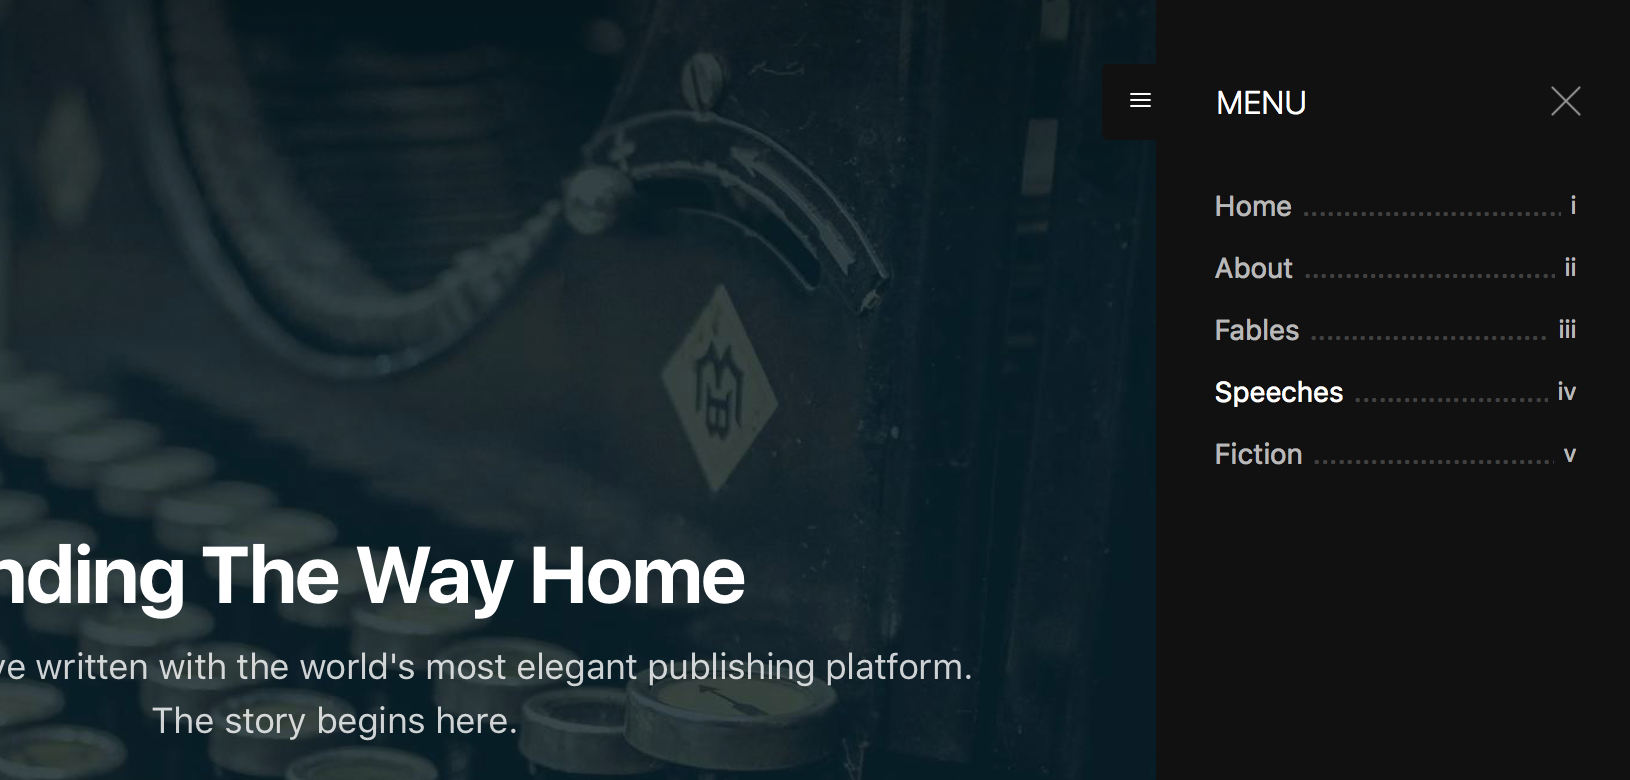 MENU
Home i
About ii
Fables iii
Speeches iv
Fiction v
nding The Way Home
ve written with the world's most elegant publishing platform.
The story begins here.